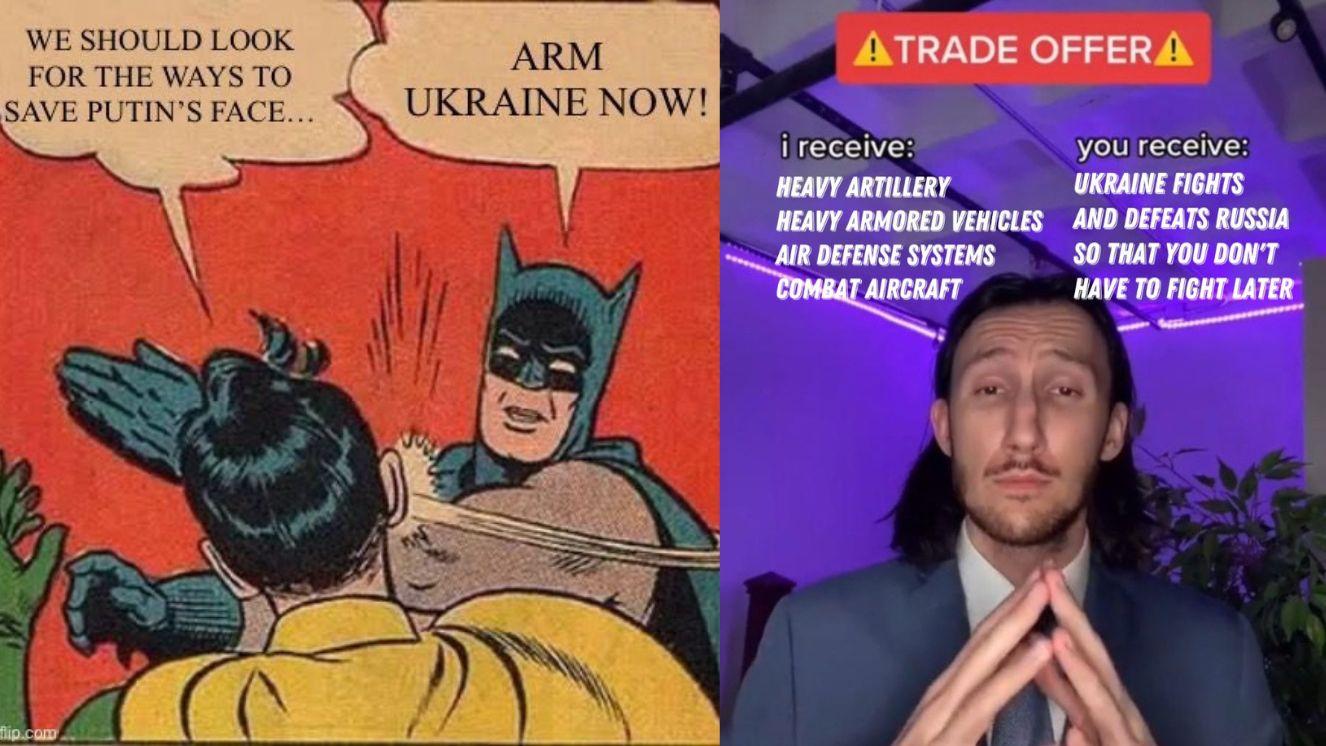 WE SHOULD LOOK
FOR THE WAYS TO
SAVE PUTIN'S FACE...
ARM
UKRAINE NOW!
flip.com
⚠TRADE OFFER⚠
i receive:
HEAVY ARTILLERY
HEAVY ARMORED VEHICLES
AIR DEFENSE SYSTEMS
COMBAT AIRCRAFT
you receive:
UKRAINE FIGHTS
AND DEFEATS RUSSIA
SO THAT YOU DON'T
HAVE TO FIGHT LATER